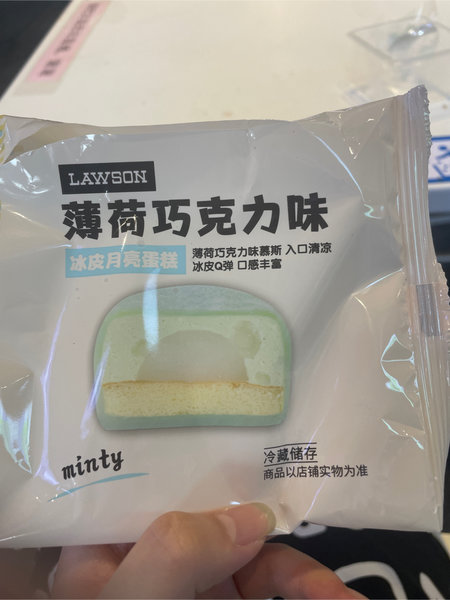 LAWSON
薄荷巧克力味
冰皮月亮蛋糕
薄荷巧克力味慕斯 入口清凉
冰皮Q弹 口感丰富
minty
冷藏储存
商品以店铺实物为准